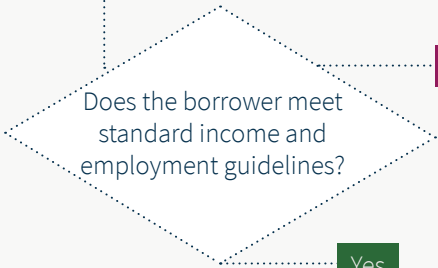 Does the borrower meet
standard income and
employment guidelines?
Yes